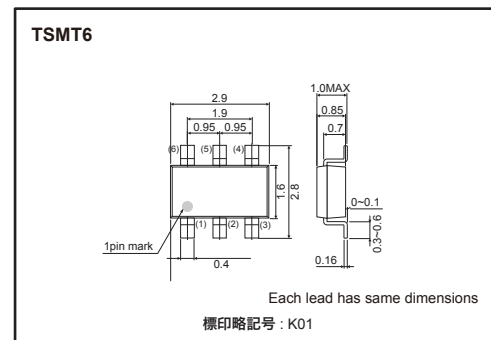 TSMT6
1.0MAX
2.9
0.85
1.9
0.7
0.95 0.95
(6) (5) (4)
1.6
2.8
0~0.1
0.3~0.6
(1) (2) (3)
1pin mark
0.4
0.16
Each lead has same dimensions
標印略記号 : K01